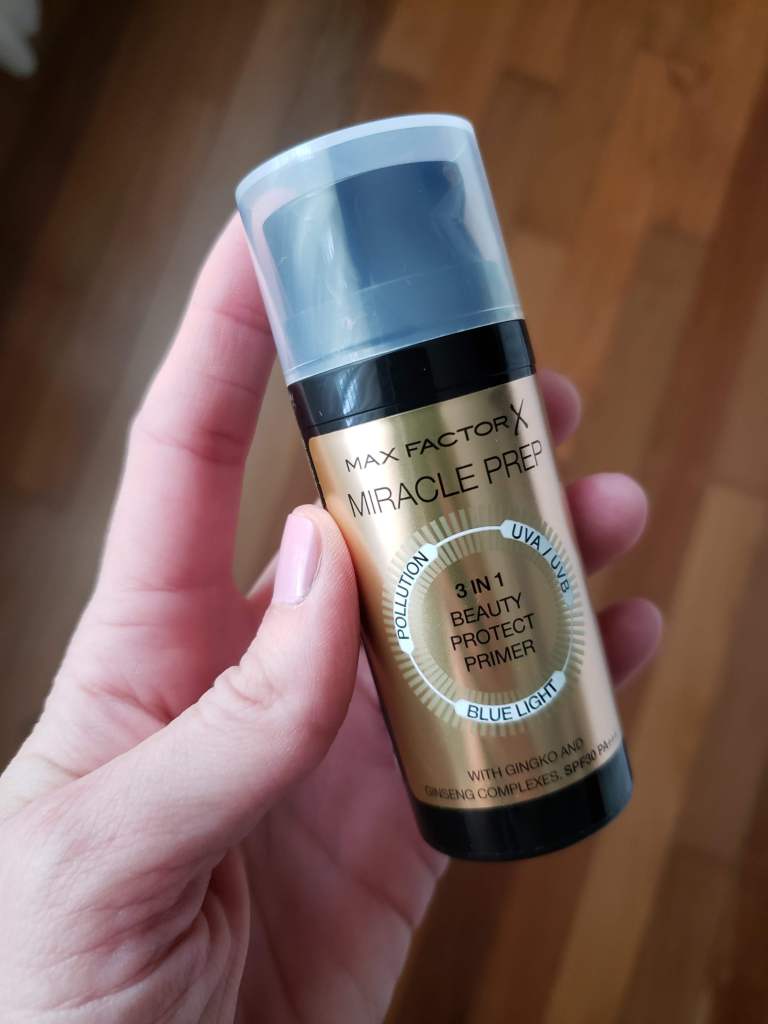 MAX FACTOR X
MIRACLE PREP
POLLUTION
UVA / UVB
3 IN 1
BEAUTY
PROTECT
PRIMER
BLUE LIGHT
WITH GINGKO AND
GINSENG COMPLEXES, SPF30 PA+++